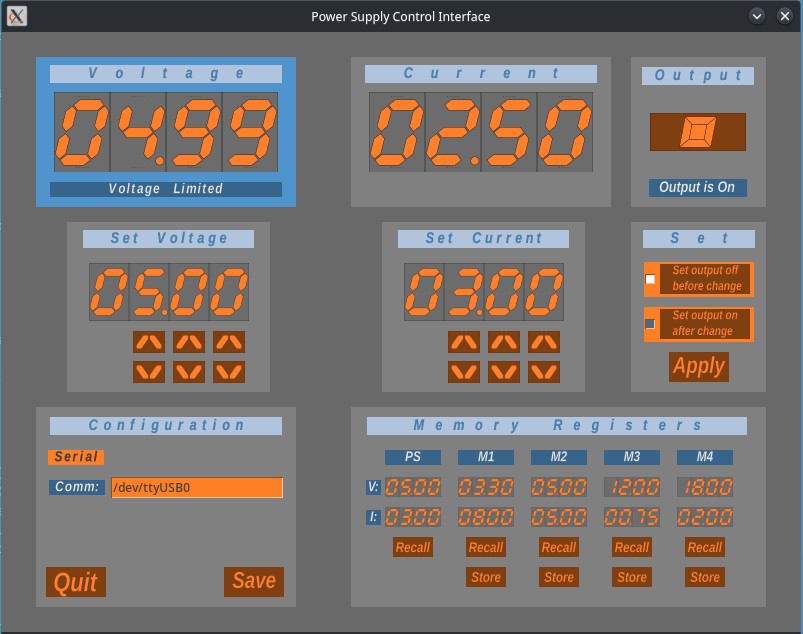 Power Supply Control Interface
Voltage
04.99
Voltage Limited
Current
02.50
Output
Output is On
Set Voltage
05.00
Set Current
03.00
Set
Set output off
before change
Set output on
after change
Apply
Configuration
Serial
Comm: /dev/ttyUSB0
Quit Save
Memory Registers
PS M1 M2 M3 M4
V: 05.00 03.30 05.00 12.00 18.00
I: 03.00 08.00 05.00 00.75 02.00
Recall Recall Recall Recall Recall
Store Store Store Store